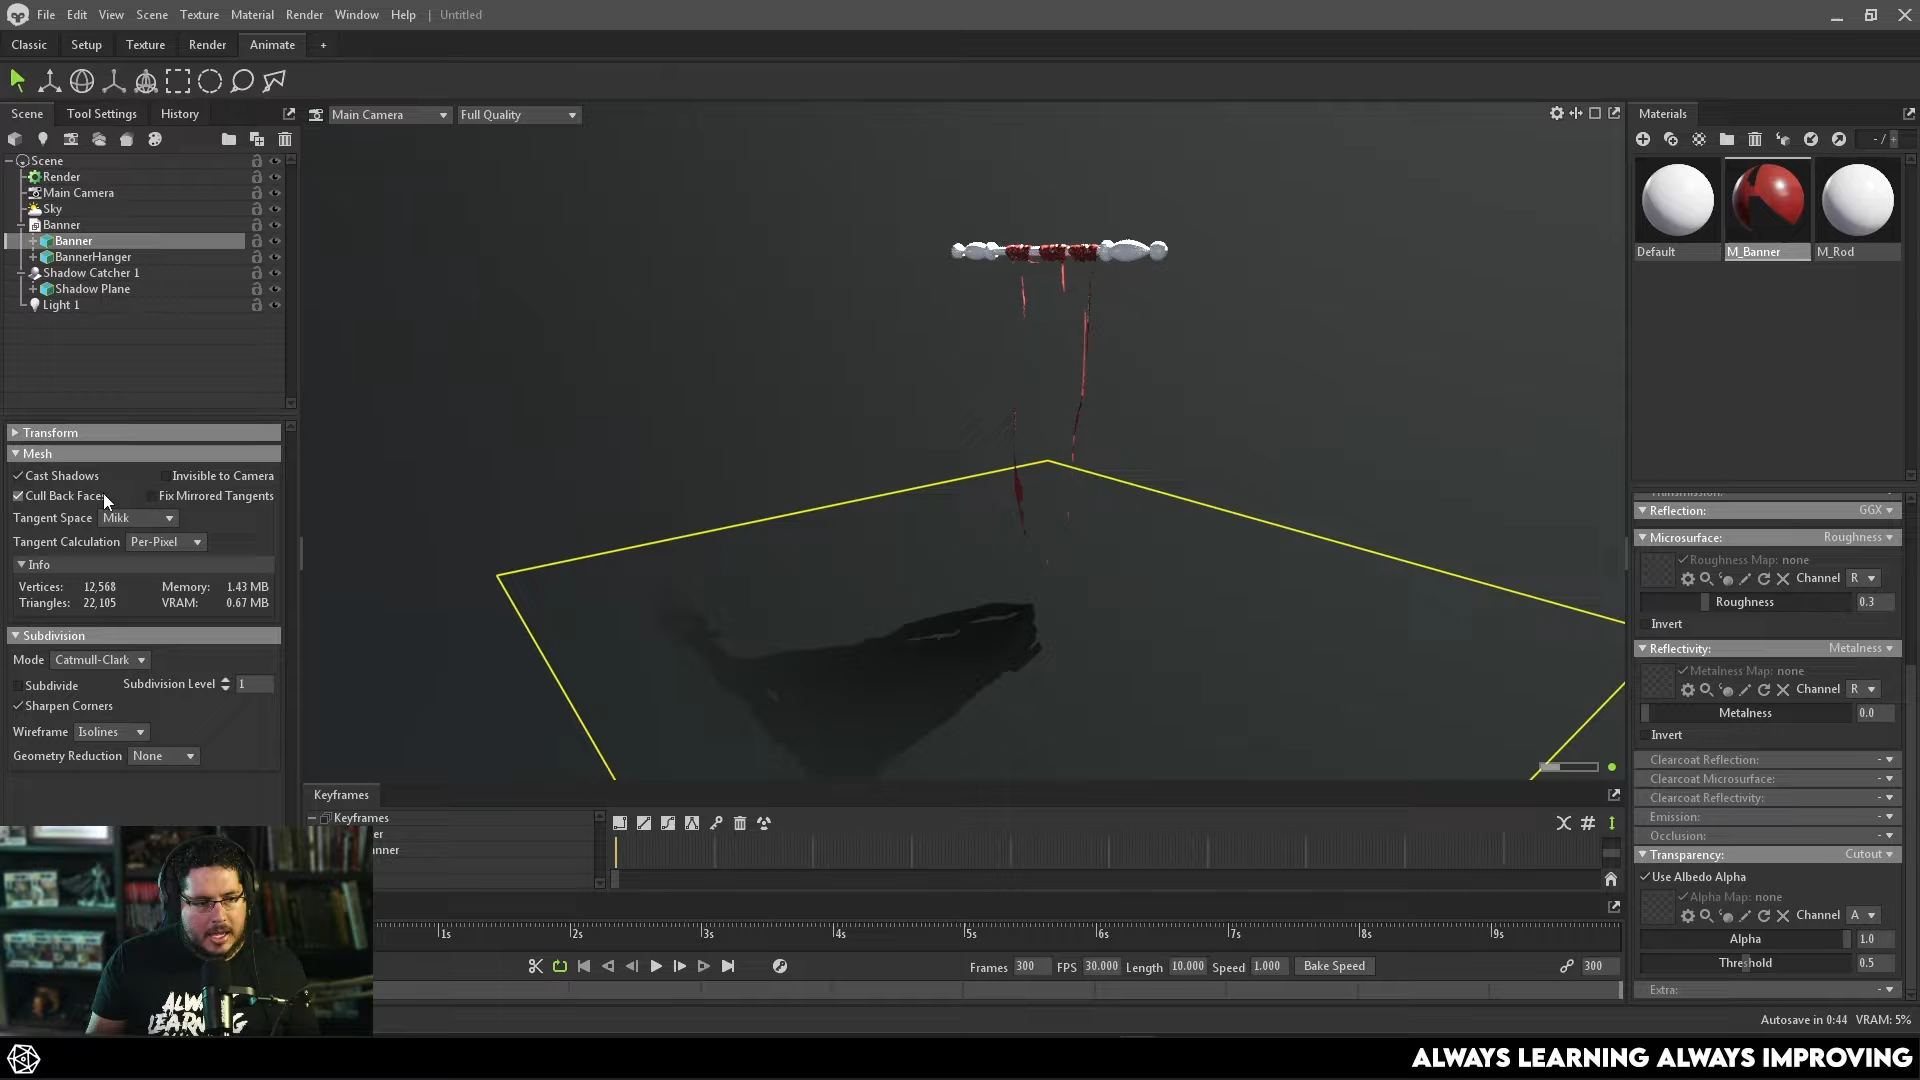 File Edit View Scene Texture Material Render Window Help | Untitled
Classic Setup Texture Render Animate +
Scene Tool Settings History
Main Camera Full Quality
Materials
- / +
Scene
Render
Main Camera
Sky
Banner
Banner
BannerHanger
Shadow Catcher 1
Shadow Plane
Light 1
Default M_Banner M_Rod
Transform
Mesh
Cast Shadows Invisible to Camera
Cull Back Faces Fix Mirrored Tangents
Tangent Space Mikk
Tangent Calculation Per-Pixel
Info
Vertices: 12,568 Memory: 1.43 MB
Triangles: 22,105 VRAM: 0.67 MB
Subdivision
Mode Catmull-Clark
Subdivide Subdivision Level 1
Sharpen Corners
Wireframe Isolines
Geometry Reduction None
Transmission:
Reflection: GGX
Microsurface: Roughness
Roughness Map: none
Channel R
Roughness 0.3
Invert
Reflectivity: Metalness
Metalness Map: none
Channel R
Metalness 0.0
Invert
Clearcoat Reflection: -
Clearcoat Microsurface: -
Clearcoat Reflectivity: -
Emission: -
Occlusion: -
Transparency: Cutout
Use Albedo Alpha
Alpha Map: none
Channel A
Alpha 1.0
Threshold 0.5
Extra: -
Keyframes
Keyframes
er
nner
1s 2s 3s 4s 5s 6s 7s 8s 9s
Frames 300 FPS 30.000 Length 10.000 Speed 1.000 Bake Speed 300
Autosave in 0:44 VRAM: 5%
ALWAYS LEARNING ALWAYS IMPROVING